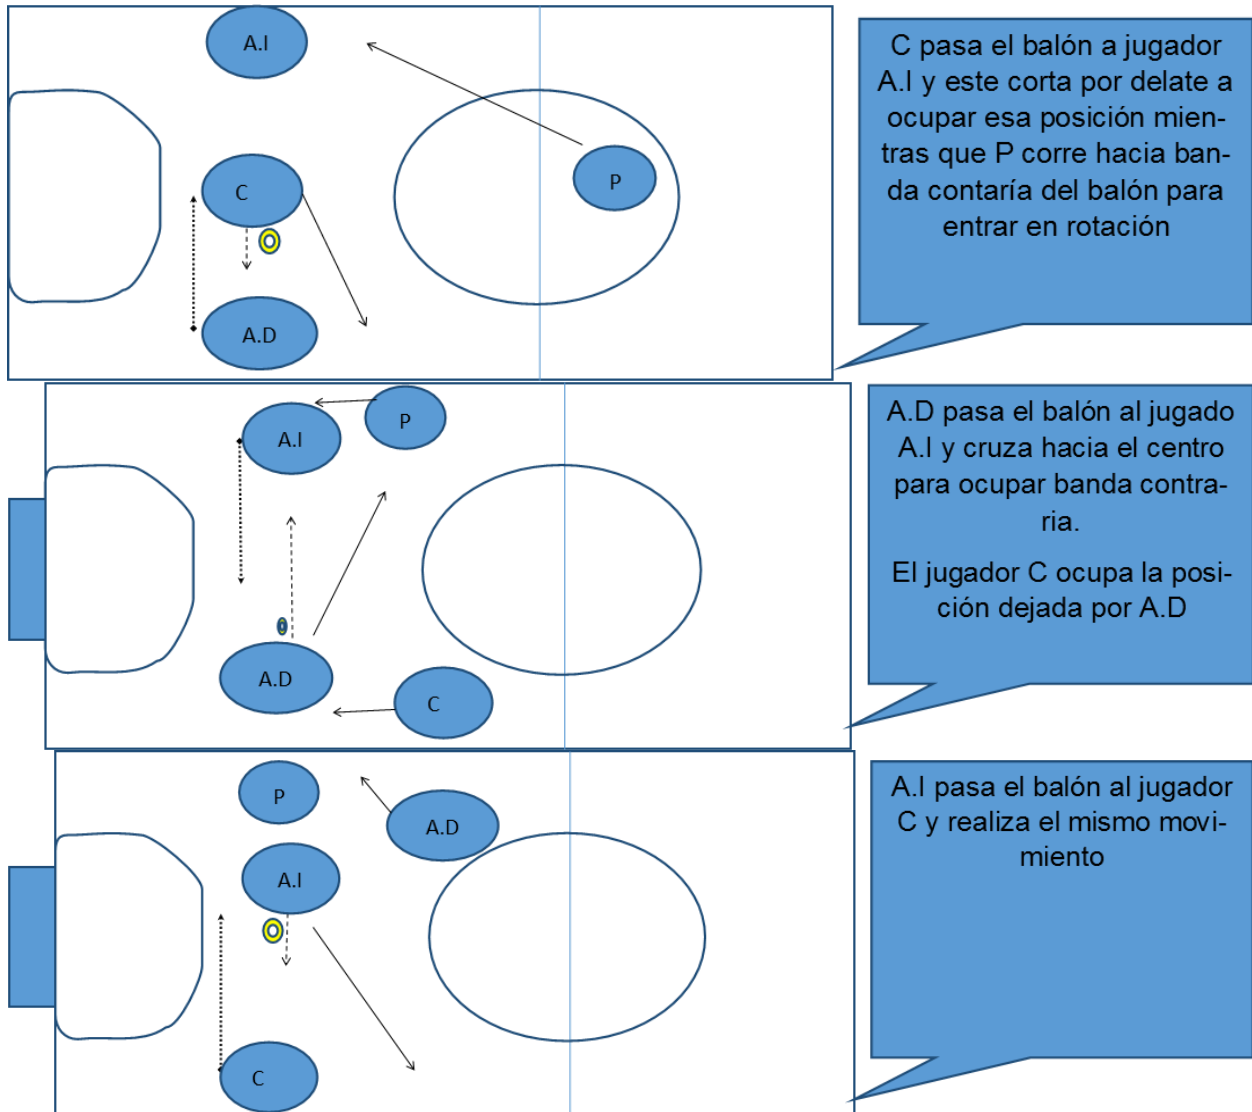 A.I
C pasa el balón a jugador
A.I y este corta por delate a
ocupar esa posición mien-
tras que P corre hacia ban-
da contaría del balón para
entrar en rotación
P
C
A.D
A.I
P
A.D pasa el balón al jugado
A.I y cruza hacia el centro
para ocupar banda contra-
ria.
El jugador C ocupa la posi-
ción dejada por A.D
A.D
C
P
A.D
A.I
A.I pasa el balón al jugador
C y realiza el mismo movi-
miento
C